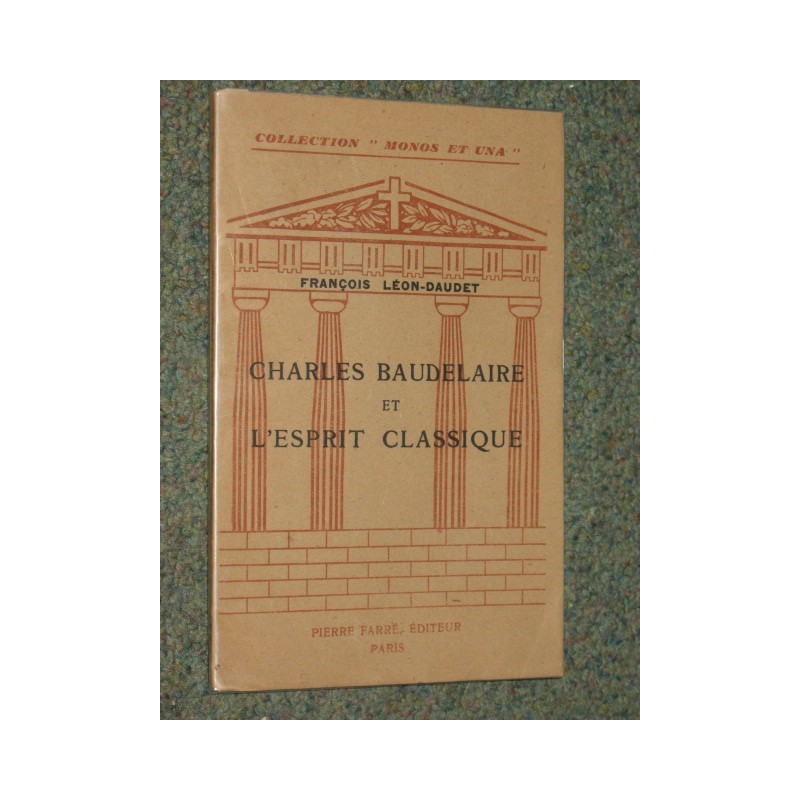 COLLECTION " MONOS ET UNA "
FRANÇOIS LÉON-DAUDET
CHARLES BAUDELAIRE
ET
L'ESPRIT CLASSIQUE
PIERRE FARRÉ, ÉDITEUR
PARIS